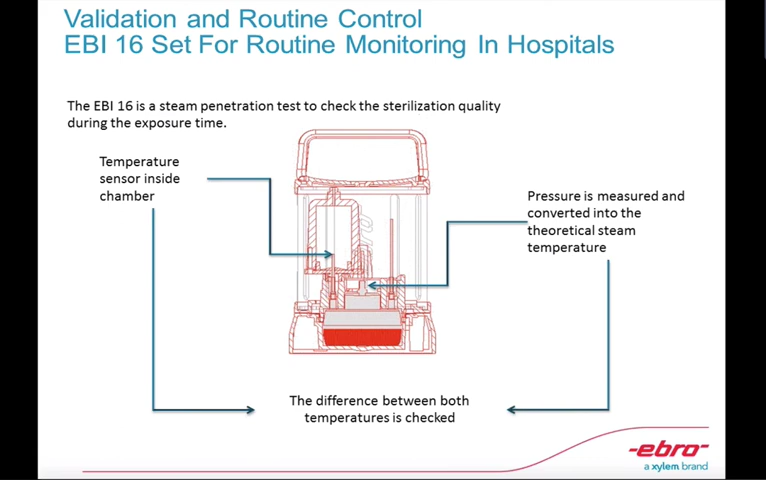 Validation and Routine Control
EBI 16 Set For Routine Monitoring In Hospitals
The EBI 16 is a steam penetration test to check the sterilization quality
during the exposure time.
Temperature
sensor inside
chamber
Pressure is measured and
converted into the
theoretical steam
temperature
The difference between both
temperatures is checked
ebro
a xylem brand